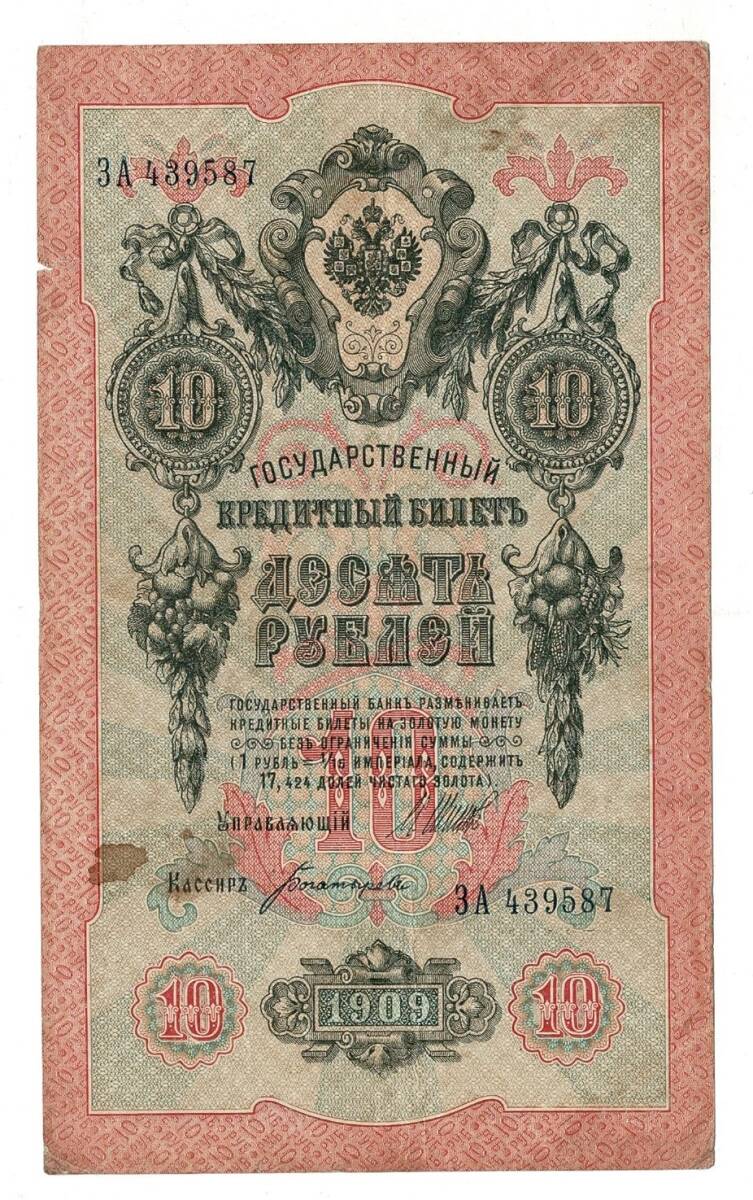 ЗА 439587
10 10
ГОСУДАРСТВЕННЫЙ
КРЕДИТНЫЙ БИЛЕТЪ
ДЕСЯТЬ
РУБЛЕЙ
ГОСУДАРСТВЕННЫЙ БАНКЪ РАЗМѢНИВАЕТЪ
КРЕДИТНЫЕ БИЛЕТЫ НА ЗОЛОТУЮ МОНЕТУ
БЕЗЪ ОГРАНИЧЕНІЯ СУММЫ
(1 РУБЛЬ = 1/15 ИМПЕРІАЛА, СОДЕРЖИТЪ
17,424 ДОЛЕЙ ЧИСТАГО ЗОЛОТА).
10
УПРАВЛЯЮЩІЙ
КАССИРЪ Богатыревъ
ЗА 439587
10 1909 10